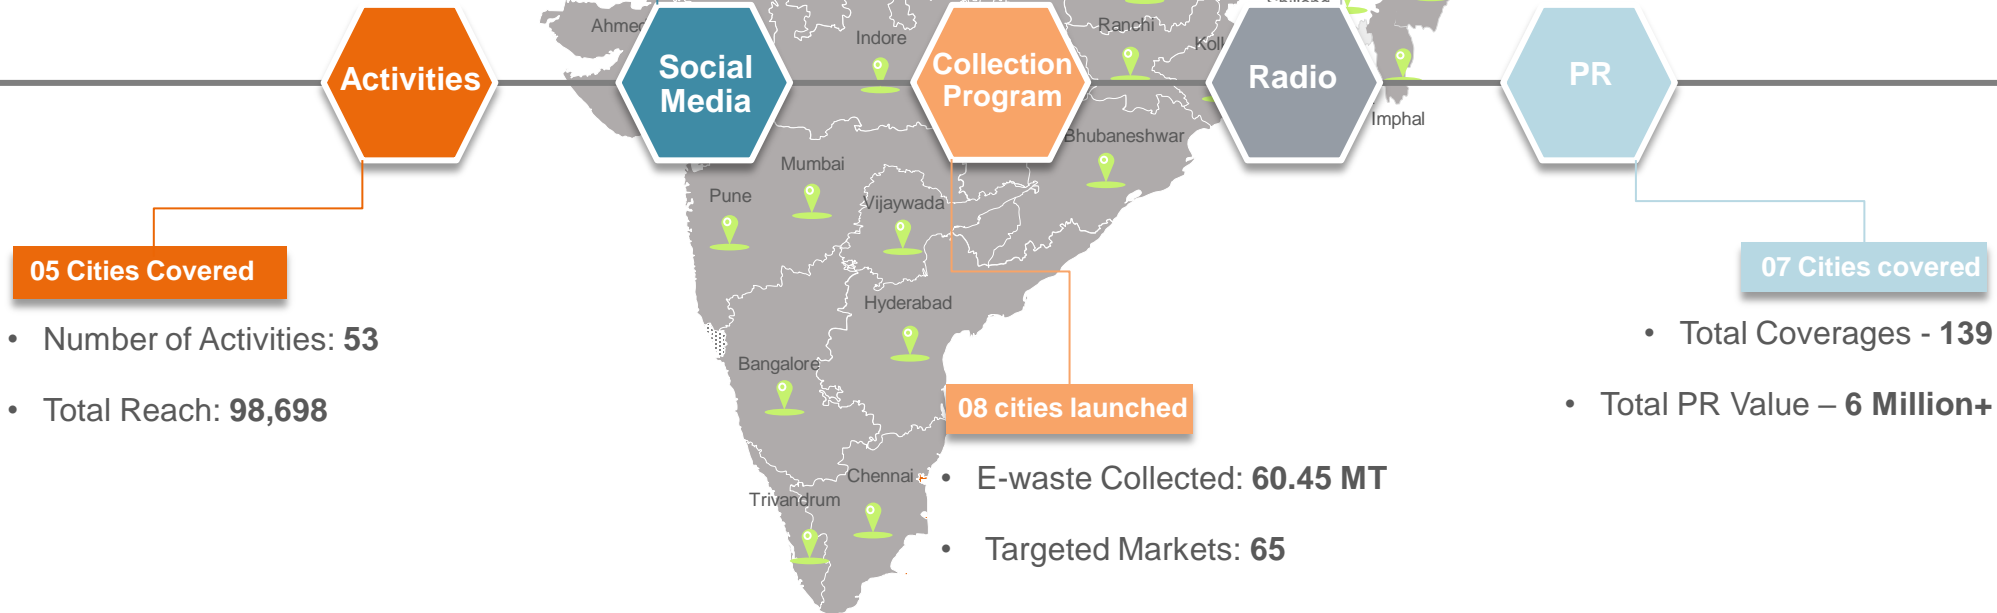 Activities
Social
Media
Collection
Program
Radio
PR
Indore
Ranchi
Imphal
Bhubaneshwar
Mumbai
Pune
Vijaywada
Hyderabad
Bangalore
Chennai
Trivandrum
05 Cities Covered
• Number of Activities: 53
• Total Reach: 98,698
08 cities launched
• E-waste Collected: 60.45 MT
• Targeted Markets: 65
07 Cities covered
• Total Coverages - 139
• Total PR Value – 6 Million+